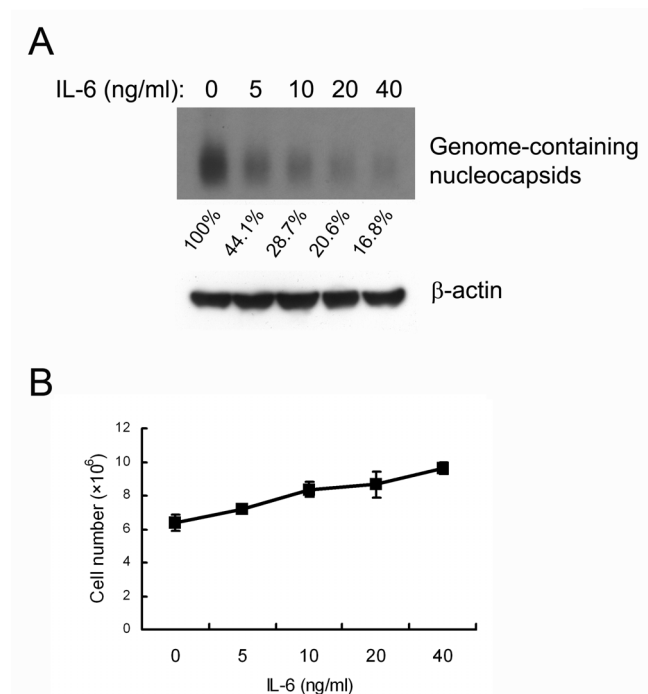 A
IL-6 (ng/ml): 0 5 10 20 40
Genome-containing
nucleocapsids
100% 44.1% 28.7% 20.6% 16.8%
β-actin
B
12
10
8
6
4
2
0
Cell number (×10⁶)
0 5 10 20 40
IL-6 (ng/ml)